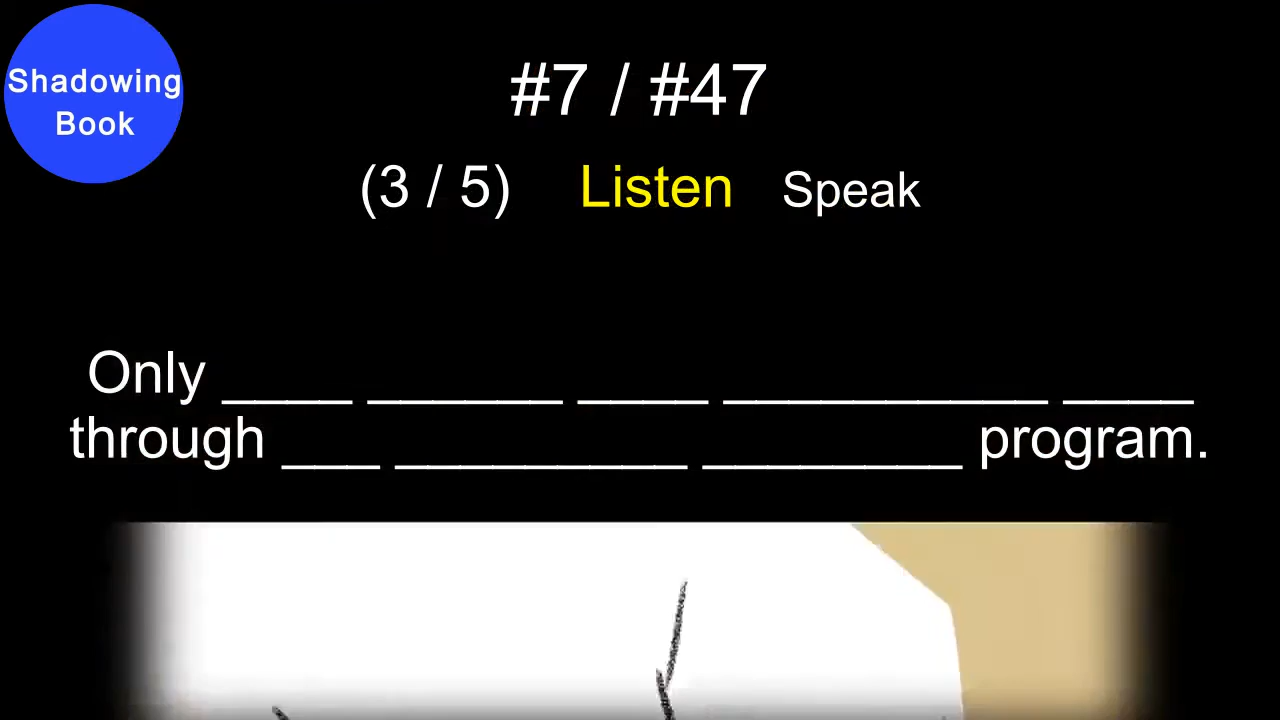 Shadowing
Book
#7 / #47
(3 / 5) Listen Speak
Only ____ ______ ____ __________ ____
through ___ _________ ________ program.